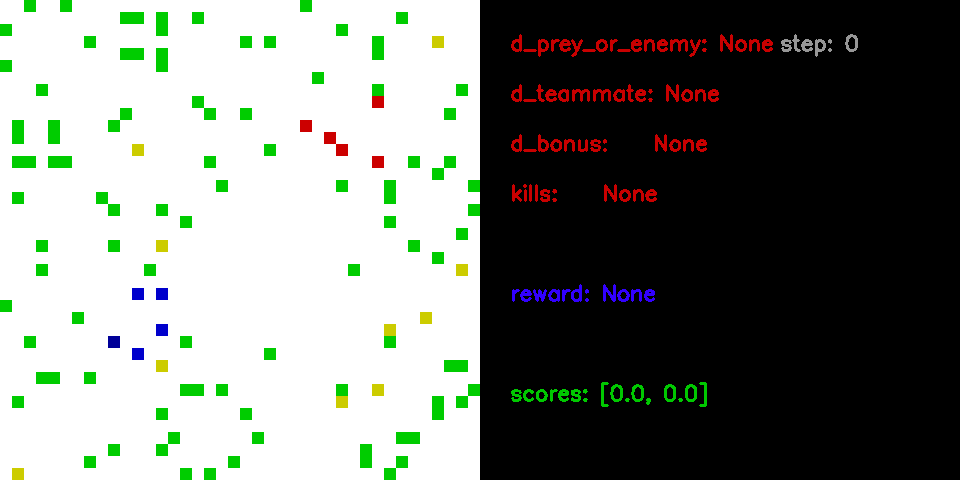 d_prey_or_enemy: None step: 0
d_teammate: None
d_bonus: None
kills: None
reward: None
scores: [0.0, 0.0]